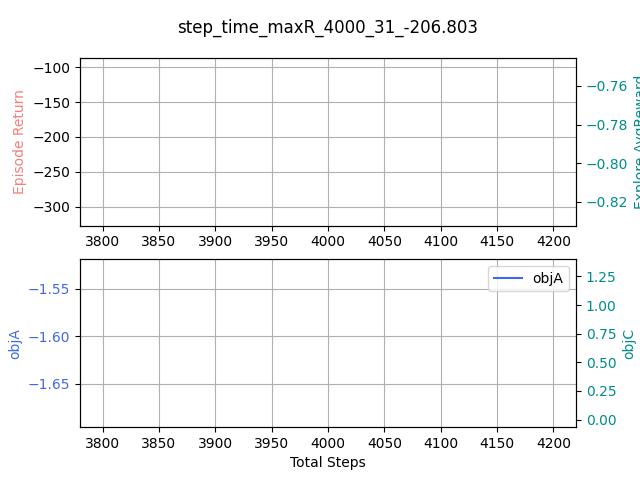 step_time_maxR_4000_31_-206.803
Episode Return
−100
−150
−200
−250
−300
−0.76
−0.78
−0.80
−0.82
Explore AvgReward
3800 3850 3900 3950 4000 4050 4100 4150 4200
objA
−1.55
−1.60
−1.65
objA
1.25
1.00
0.75
0.50
0.25
0.00
objC
3800 3850 3900 3950 4000 4050 4100 4150 4200
Total Steps